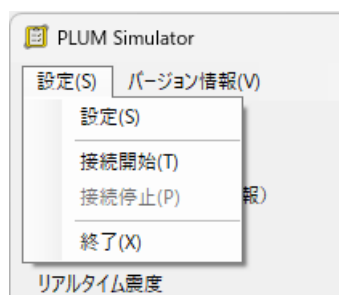 PLUM Simulator
設定(S) バージョン情報(V)
設定(S)
接続開始(T)
接続停止(P)
報)
終了(X)
リアルタイム震度